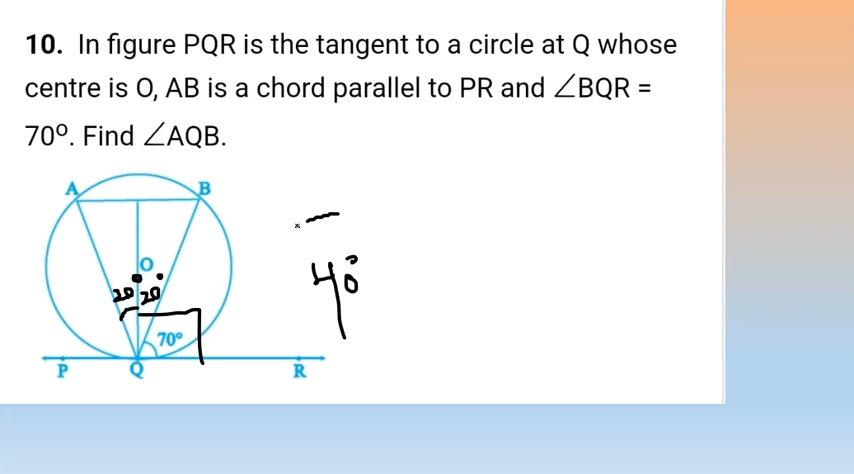 10. In figure PQR is the tangent to a circle at Q whose
centre is O, AB is a chord parallel to PR and ∠BQR =
70⁰. Find ∠AQB.
A
B
O
20 20
40°
70°
P
Q
R